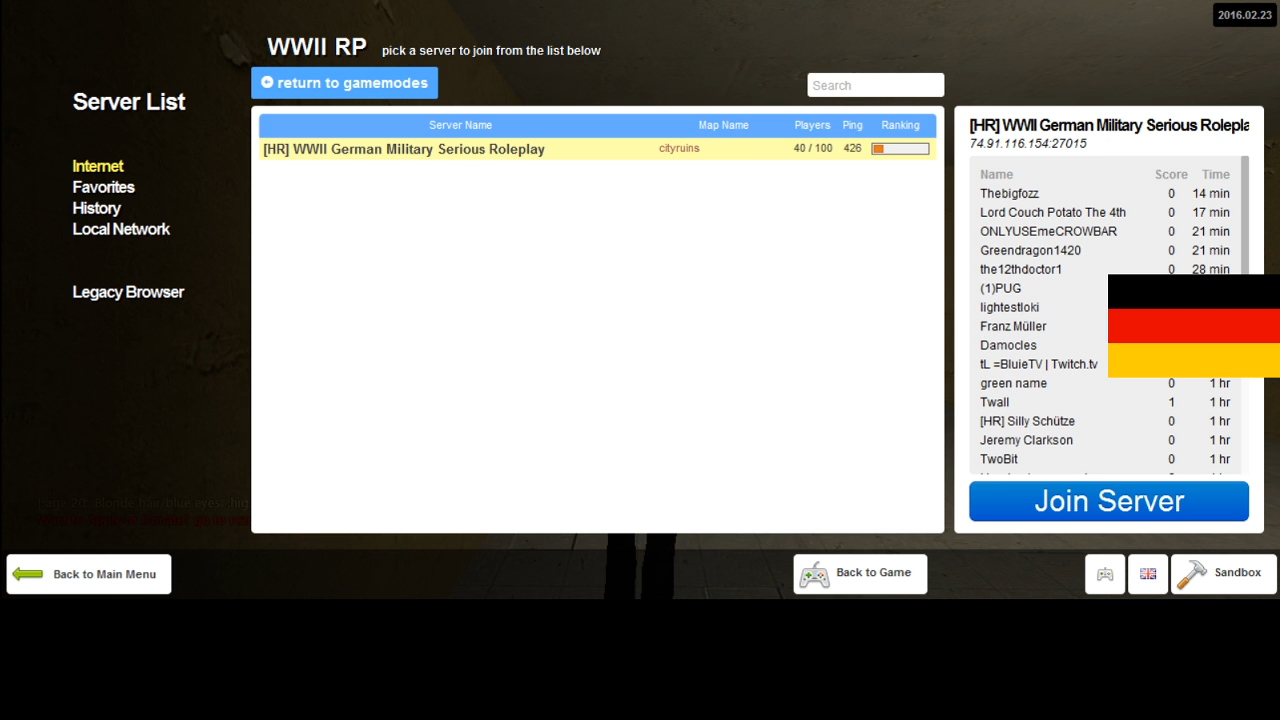 2016.02.23
WWII RP pick a server to join from the list below
return to gamemodes
Search
Server List
Internet
Favorites
History
Local Network
Legacy Browser
Server Name Map Name Players Ping Ranking
[HR] WWII German Military Serious Roleplay cityruins 40 / 100 426
[HR] WWII German Military Serious Rolepla
74.91.116.154:27015
Name Score Time
Thebigfozz 0 14 min
Lord Couch Potato The 4th 0 17 min
ONLYUSEmeCROWBAR 0 21 min
Greendragon1420 0 21 min
the12thdoctor1 0 28 min
(1)PUG
lightestloki
Franz Müller
Damocles
tL =BluieTV | Twitch.tv
green name 0 1 hr
Twall 1 1 hr
[HR] Silly Schütze 0 1 hr
Jeremy Clarkson 0 1 hr
TwoBit 0 1 hr
Join Server
Back to Main Menu
Back to Game
Sandbox